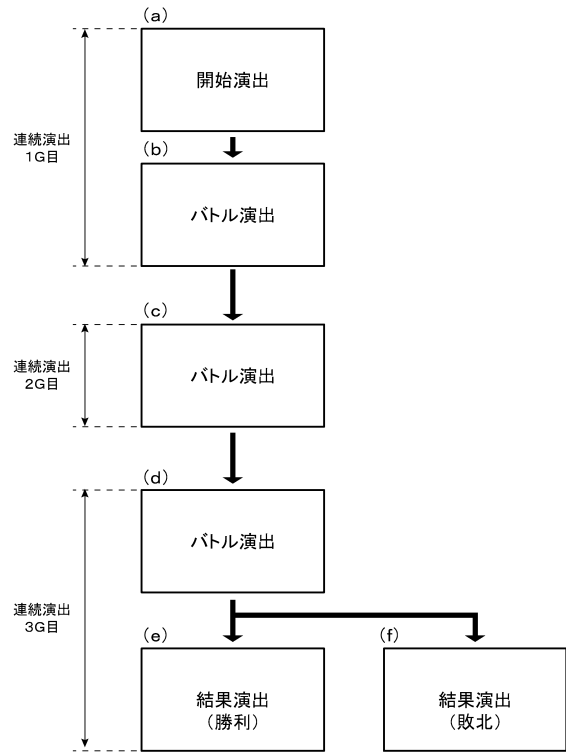 (a)
開始演出
連続演出
1G目
(b)
バトル演出
(c)
連続演出
2G目
バトル演出
(d)
バトル演出
連続演出
3G目
(e)
(f)
結果演出
(勝利)
結果演出
(敗北)